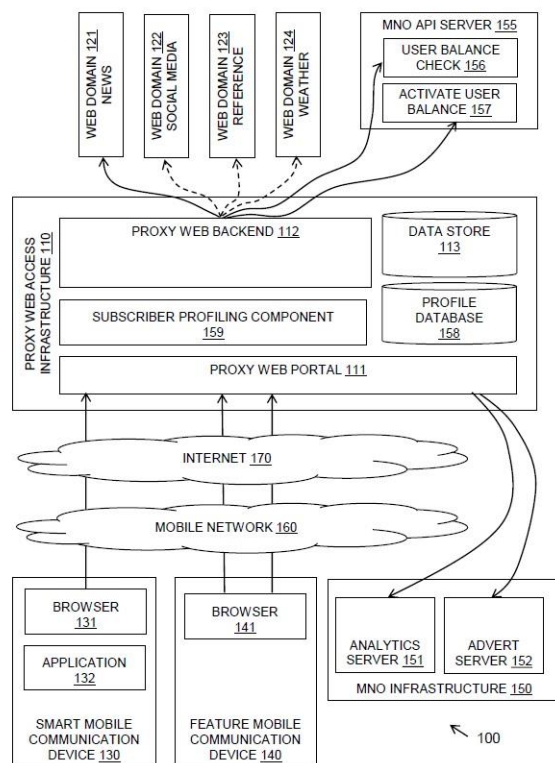 WEB DOMAIN 121
NEWS
WEB DOMAIN 122
SOCIAL MEDIA
WEB DOMAIN 123
REFERENCE
WEB DOMAIN 124
WEATHER
MNO API SERVER 155
USER BALANCE
CHECK 156
ACTIVATE USER
BALANCE 157
PROXY WEB ACCESS
INFRASTRUCTURE 110
PROXY WEB BACKEND 112
DATA STORE
113
SUBSCRIBER PROFILING COMPONENT
159
PROFILE
DATABASE
158
PROXY WEB PORTAL 111
INTERNET 170
MOBILE NETWORK 160
BROWSER
131
APPLICATION
132
SMART MOBILE
COMMUNICATION
DEVICE 130
BROWSER
141
FEATURE MOBILE
COMMUNICATION
DEVICE 140
ANALYTICS
SERVER 151
ADVERT
SERVER 152
MNO INFRASTRUCTURE 150
100